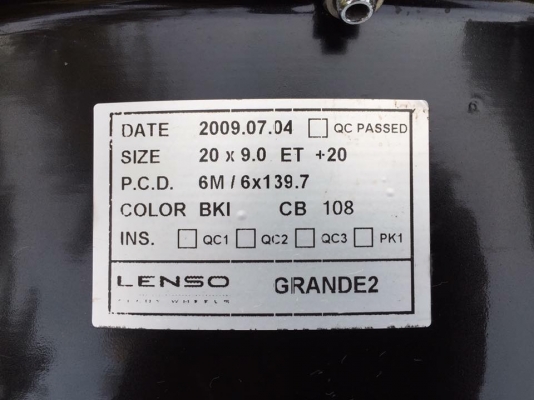 DATE 2009.07.04 QC PASSED
SIZE 20 x 9.0 ET +20
P.C.D. 6M / 6x139.7
COLOR BKI CB 108
INS. QC1 QC2 QC3 PK1
LENSO GRANDE2
WHEELS